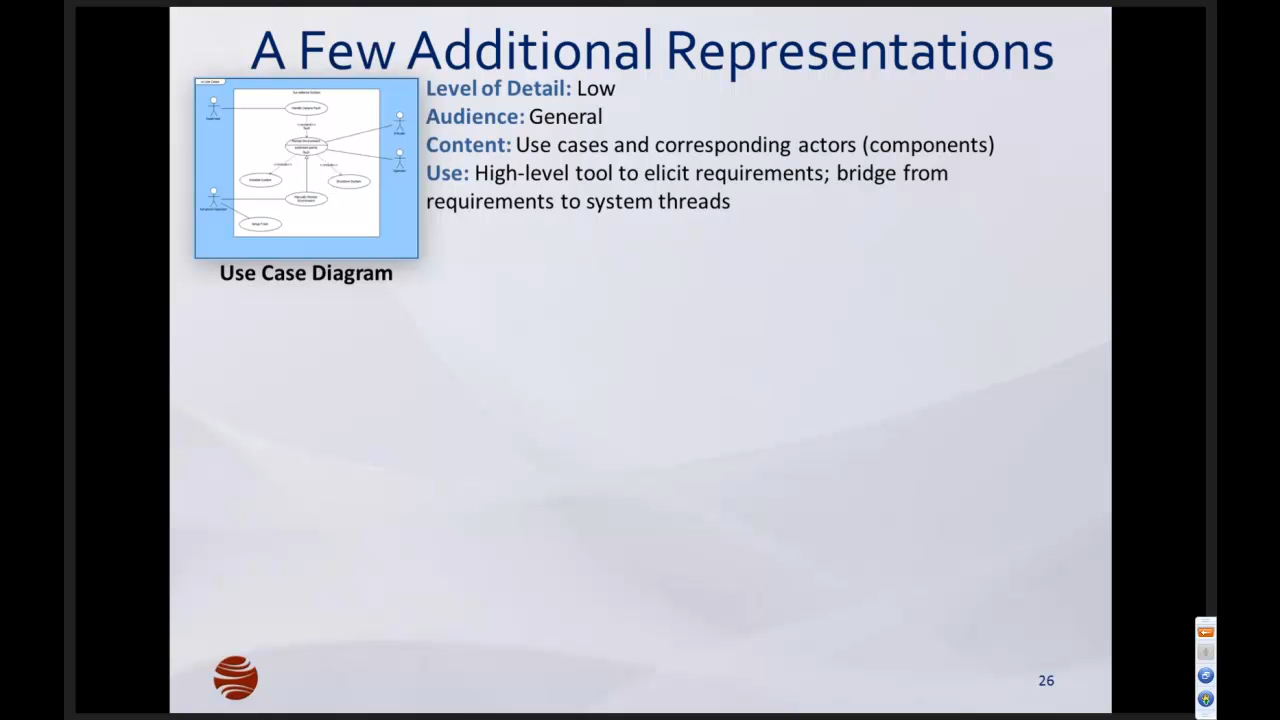 A Few Additional Representations
Level of Detail: Low
Audience: General
Content: Use cases and corresponding actors (components)
Use: High-level tool to elicit requirements; bridge from
requirements to system threads
Use Case Diagram
26